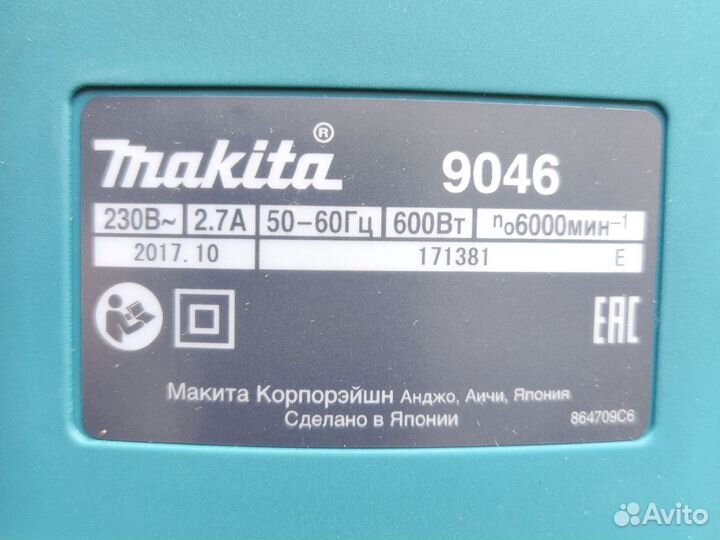 makita® 9046
230В~ 2.7А 50-60Гц 600Вт n₀6000мин⁻¹
2017.10 171381 E
EAC
Макита Корпорэйшн Анджо, Аичи, Япония
Сделано в Японии 864709C6
Avito